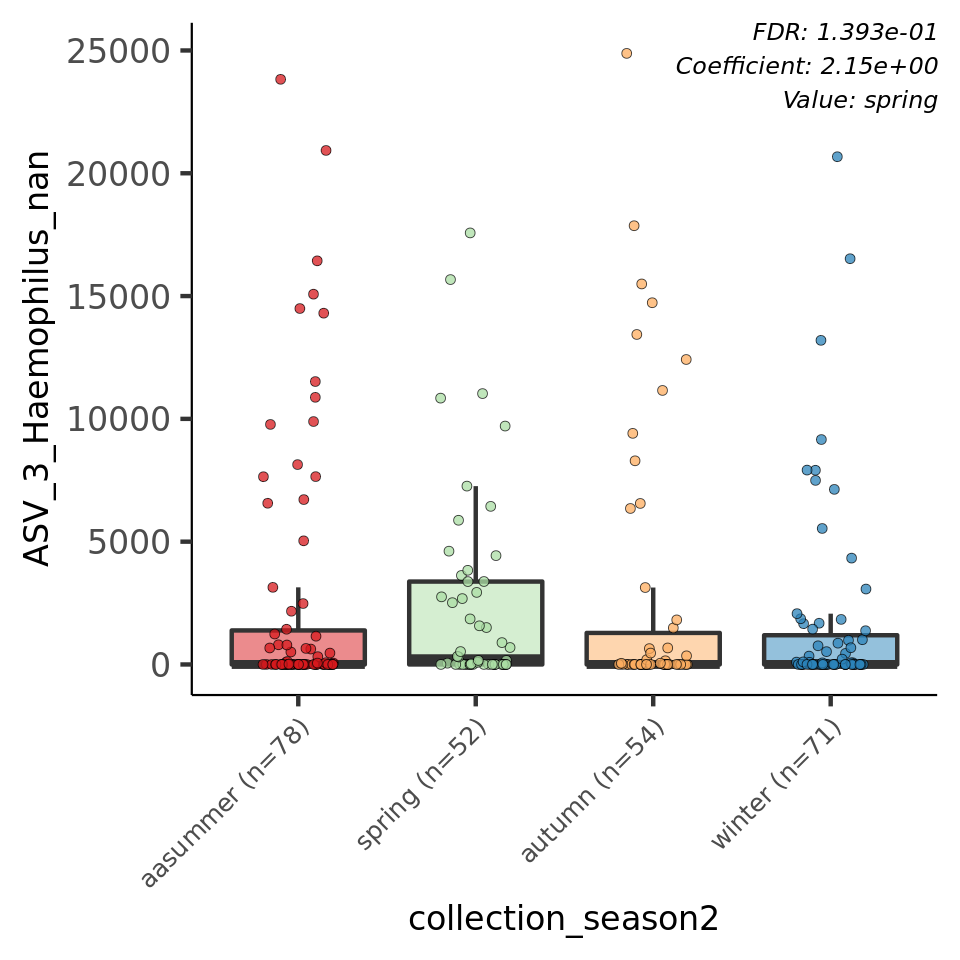 FDR: 1.393e-01
Coefficient: 2.15e+00
Value: spring
ASV_3_Haemophilus_nan
25000
20000
15000
10000
5000
0
aasummer (n=78)
spring (n=52)
autumn (n=54)
winter (n=71)
collection_season2